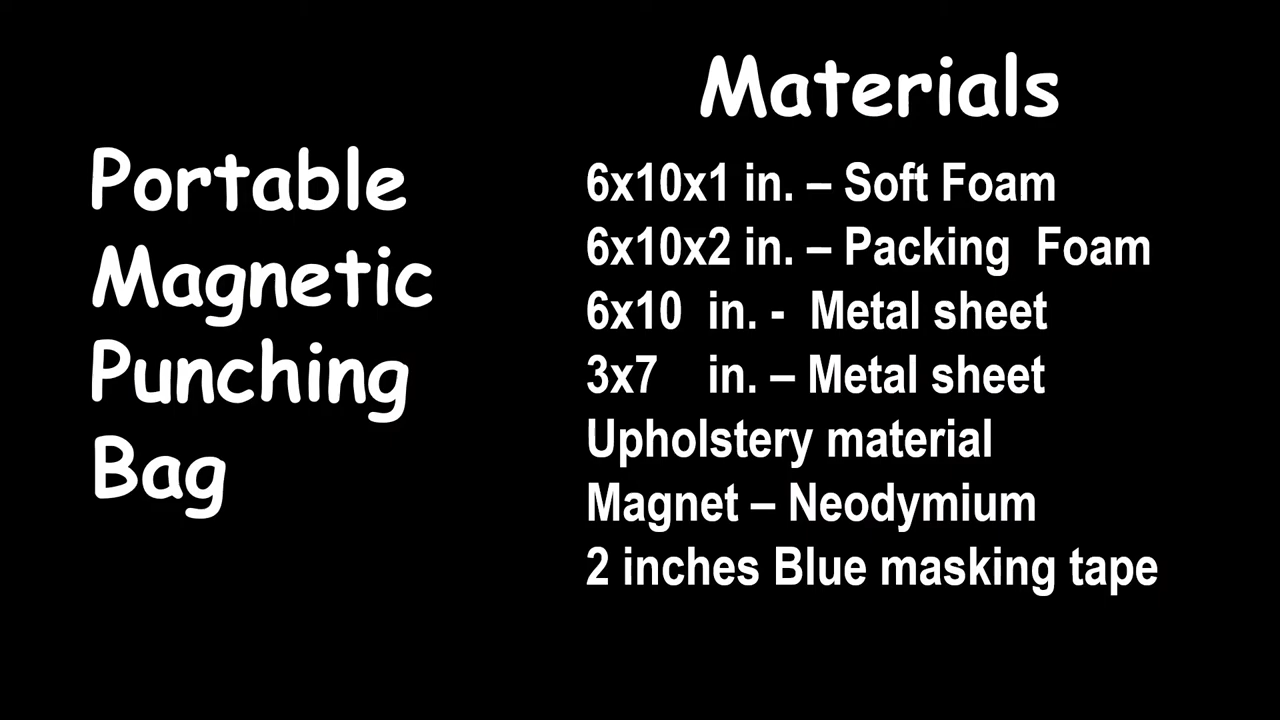 Portable
Magnetic
Punching
Bag
Materials
6x10x1 in. – Soft Foam
6x10x2 in. – Packing  Foam
6x10  in. -  Metal sheet
3x7    in. – Metal sheet
Upholstery material
Magnet – Neodymium
2 inches Blue masking tape